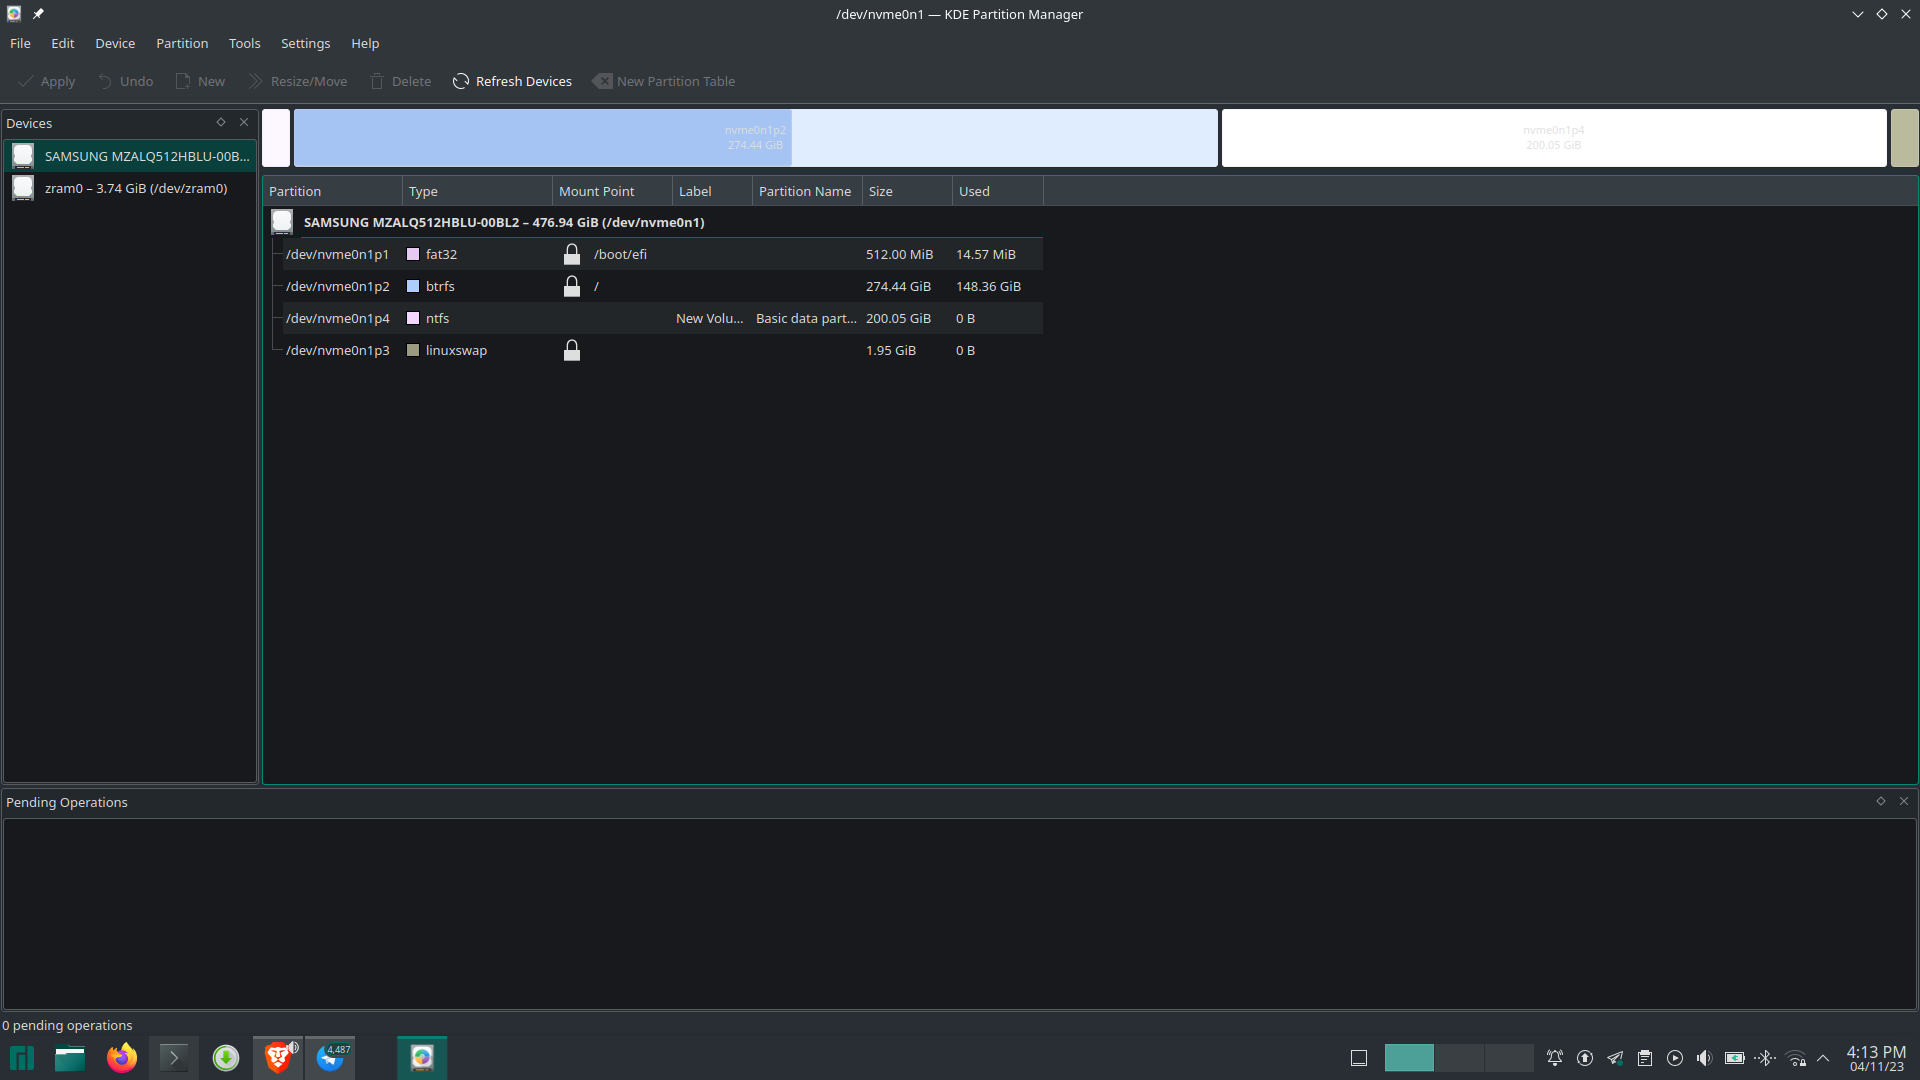 /dev/nvme0n1 — KDE Partition Manager
File Edit Device Partition Tools Settings Help
Apply Undo New Resize/Move Delete Refresh Devices New Partition Table
Devices
SAMSUNG MZALQ512HBLU-00B...
zram0 – 3.74 GiB (/dev/zram0)
nvme0n1p2
274.44 GiB
nvme0n1p4
200.05 GiB
Partition Type Mount Point Label Partition Name Size Used
SAMSUNG MZALQ512HBLU-00BL2 – 476.94 GiB (/dev/nvme0n1)
/dev/nvme0n1p1 fat32 /boot/efi 512.00 MiB 14.57 MiB
/dev/nvme0n1p2 btrfs / 274.44 GiB 148.36 GiB
/dev/nvme0n1p4 ntfs New Volu... Basic data part... 200.05 GiB 0 B
/dev/nvme0n1p3 linuxswap 1.95 GiB 0 B
Pending Operations
0 pending operations
4,487
4:13 PM
04/11/23